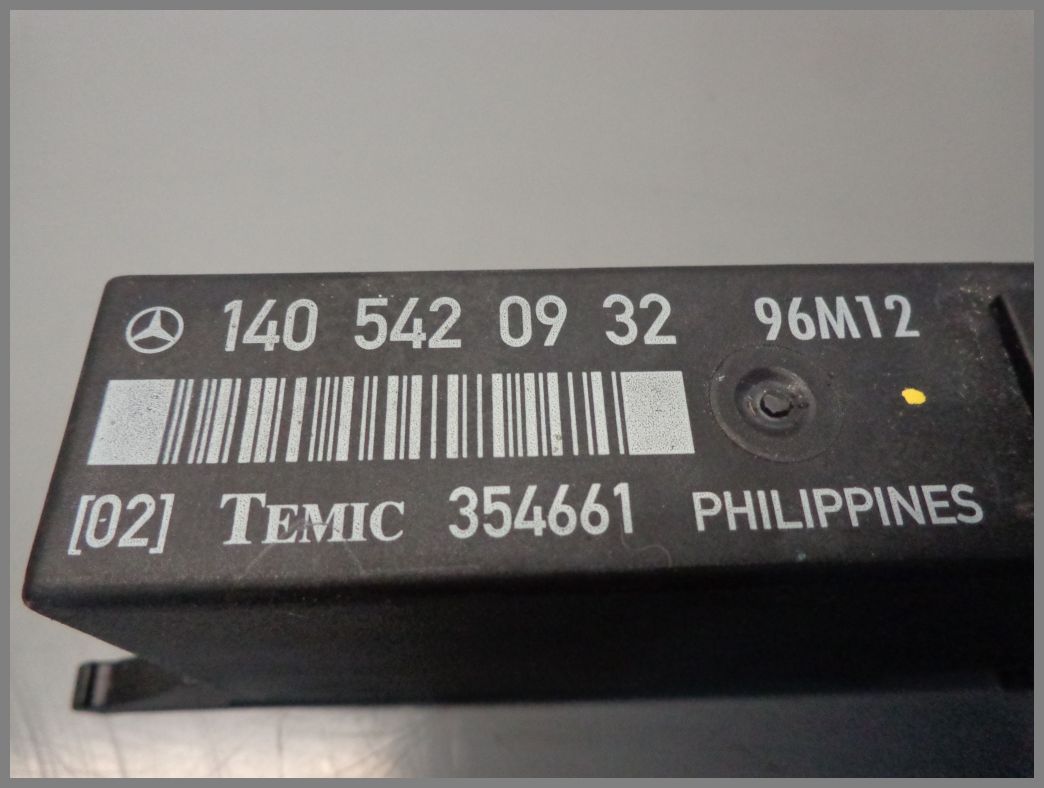 140 542 09 32 96M12
[02] TEMIC 354661 PHILIPPINES